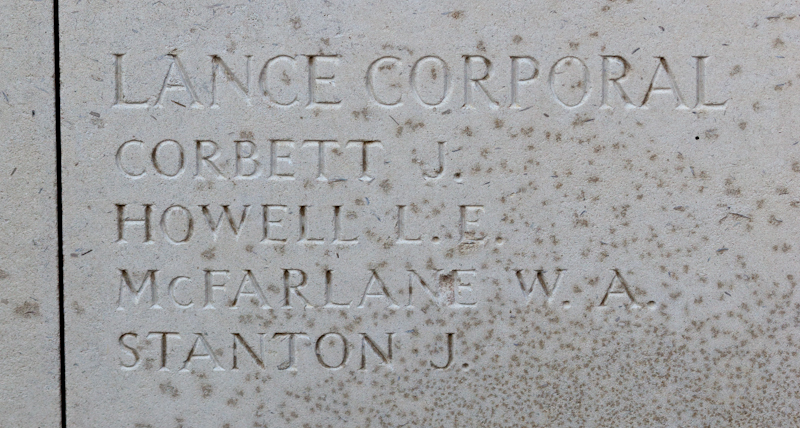 LANCE CORPORAL
CORBETT J.
HOWELL L. E.
McFARLANE W. A.
STANTON J.